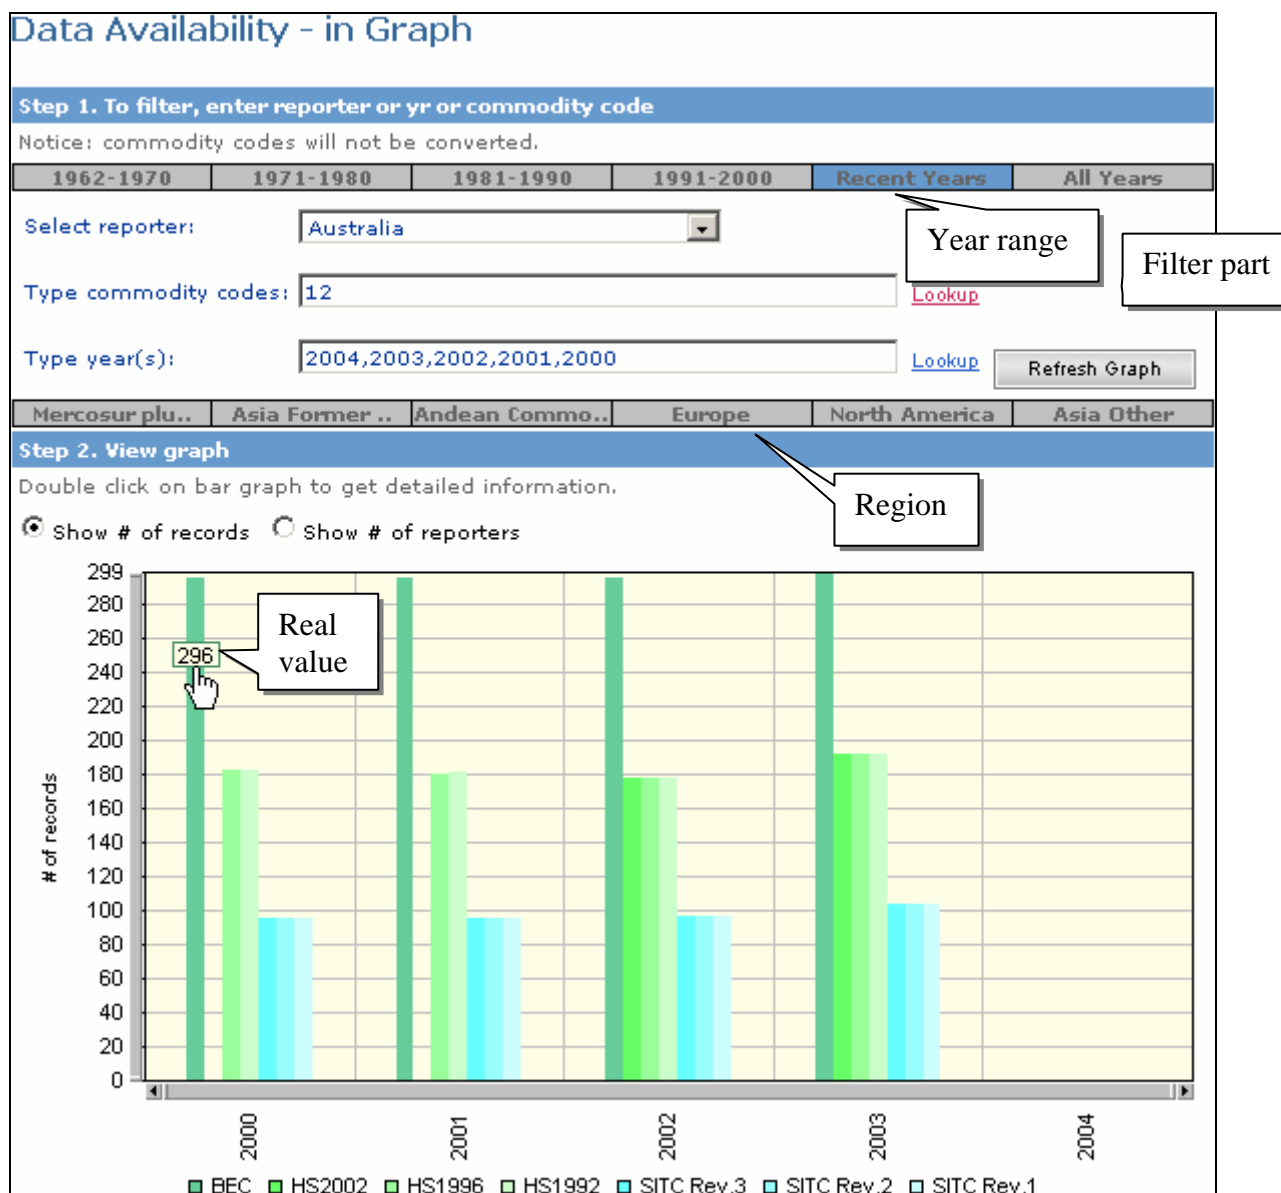 Data Availability - in Graph
Step 1. To filter, enter reporter or yr or commodity code
Notice: commodity codes will not be converted.
1962-1970 1971-1980 1981-1990 1991-2000 Recent Years All Years
Select reporter: Australia
Year range
Filter part
Type commodity codes: 12 Lookup
Type year(s): 2004,2003,2002,2001,2000 Lookup Refresh Graph
Mercosur plu.. Asia Former .. Andean Commo.. Europe North America Asia Other
Step 2. View graph
Double click on bar graph to get detailed information.
Region
Show # of records Show # of reporters
299
280
260
240
220
200
180
160
140
120
100
80
60
40
20
0
# of records
296
Real
value
2000 2001 2002 2003 2004
BEC HS2002 HS1996 HS1992 SITC Rev.3 SITC Rev.2 SITC Rev.1